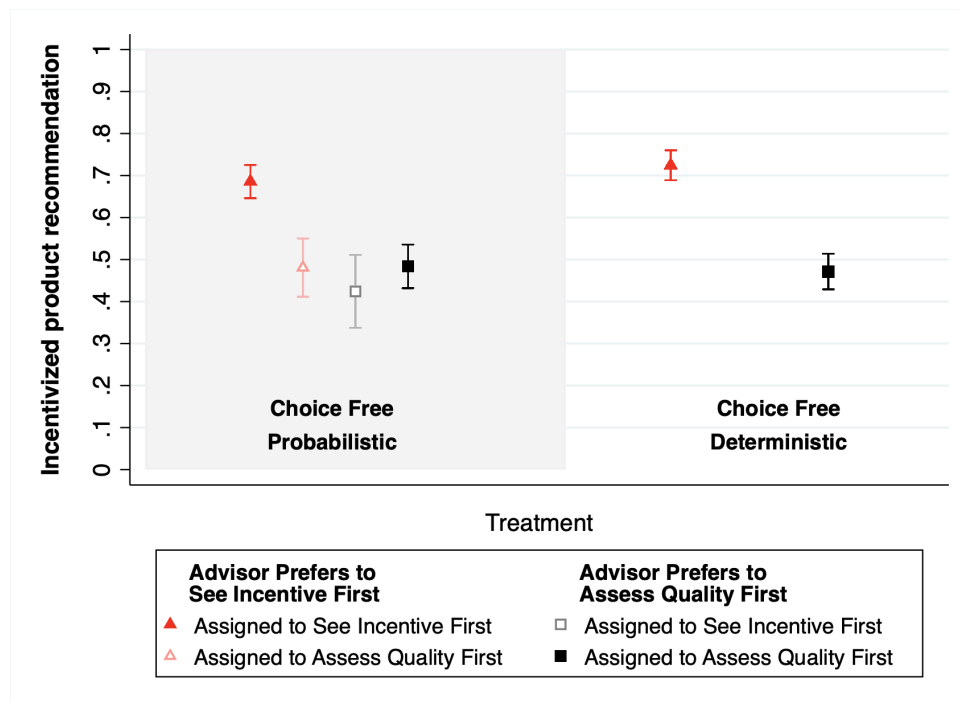 Incentivized product recommendation
1
.9
.8
.7
.6
.5
.4
.3
.2
.1
0
Choice Free
Probabilistic
Choice Free
Deterministic
Treatment
Advisor Prefers to
See Incentive First
Assigned to See Incentive First
Assigned to Assess Quality First
Advisor Prefers to
Assess Quality First
Assigned to See Incentive First
Assigned to Assess Quality First